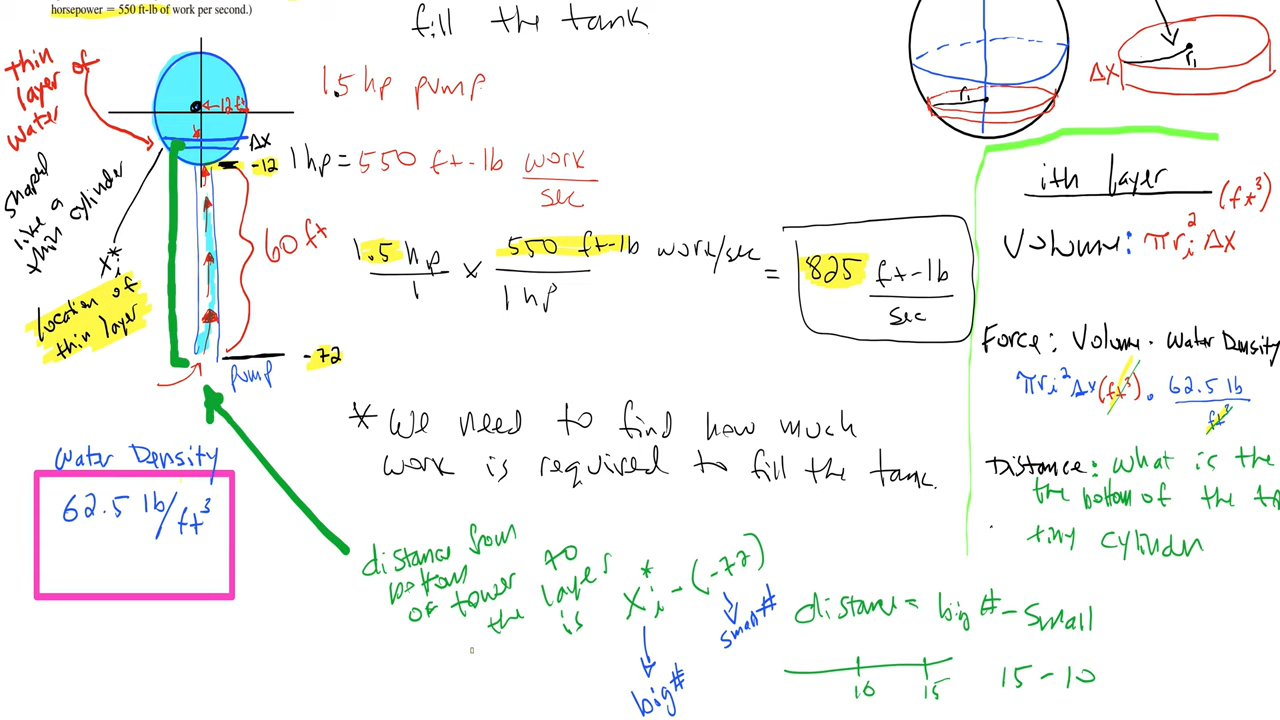 horsepower = 550 ft-lb of work per second.)
fill the tank
thin
layer of
water
shaped
like a
thin cylinder
xi*
location of
thin layer
←12 ft
Δx
-12
60 ft
-72
pump
1.5 hp pump
1 hp = 550 ft-lb work
sec
1.5 hp
1
×
550 ft-lb
1 hp
work/sec
=
825 ft-lb
sec
* We need to find how much
work is required to fill the tank.
Water Density
62.5 lb/ft³
distance from
bottom
of tower to
the layer
is
xi* - (-72)
big #
small #
distance = big # - small
10 15
15 - 10
ri
Δx
ri
ith layer
(ft³)
Volume: πri² Δx
Force: Volume · Water Density
πri² Δx (ft³) · 62.5 lb
ft³
Distance: What is the
the bottom of the
tiny cylinder